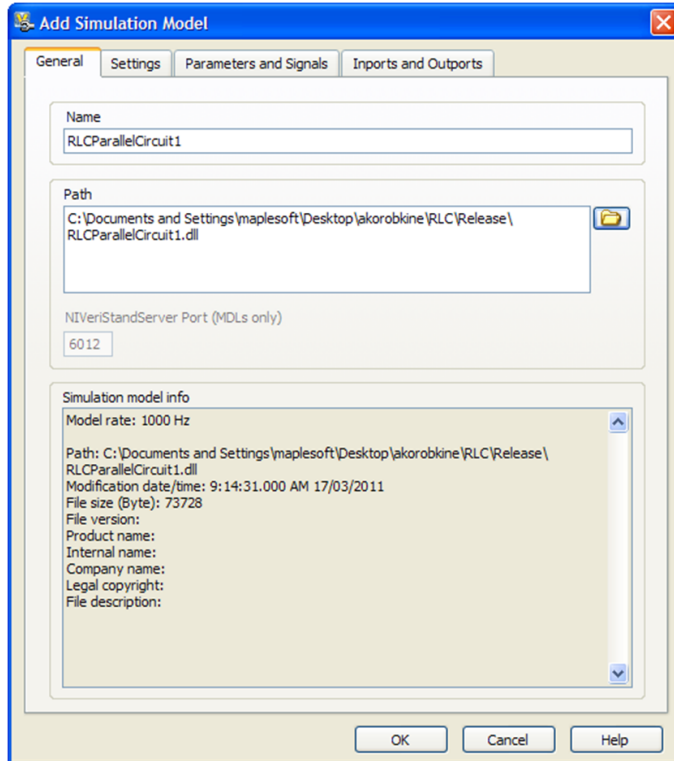 Add Simulation Model
General Settings Parameters and Signals Inports and Outports
Name
RLCParallelCircuit1
Path
C:\Documents and Settings\maplesoft\Desktop\akorobkine\RLC\Release\
RLCParallelCircuit1.dll
NIVeriStandServer Port (MDLs only)
6012
Simulation model info
Model rate: 1000 Hz
Path: C:\Documents and Settings\maplesoft\Desktop\akorobkine\RLC\Release\
RLCParallelCircuit1.dll
Modification date/time: 9:14:31.000 AM 17/03/2011
File size (Byte): 73728
File version:
Product name:
Internal name:
Company name:
Legal copyright:
File description:
OK Cancel Help